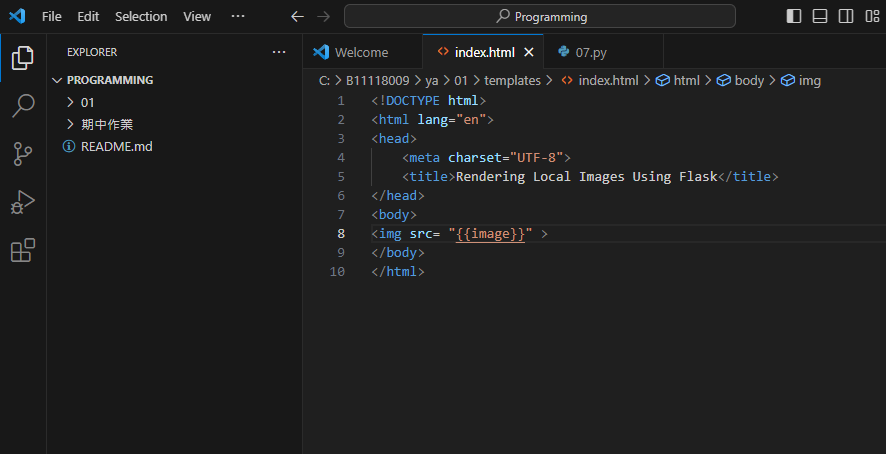 File Edit Selection View ··· Programming
EXPLORER ···
PROGRAMMING
01
期中作業
README.md
Welcome index.html 07.py
C: > B11118009 > ya > 01 > templates > index.html > html > body > img
1 <!DOCTYPE html>
2 <html lang="en">
3 <head>
4     <meta charset="UTF-8">
5     <title>Rendering Local Images Using Flask</title>
6 </head>
7 <body>
8 <img src= "{{image}}" >
9 </body>
10 </html>